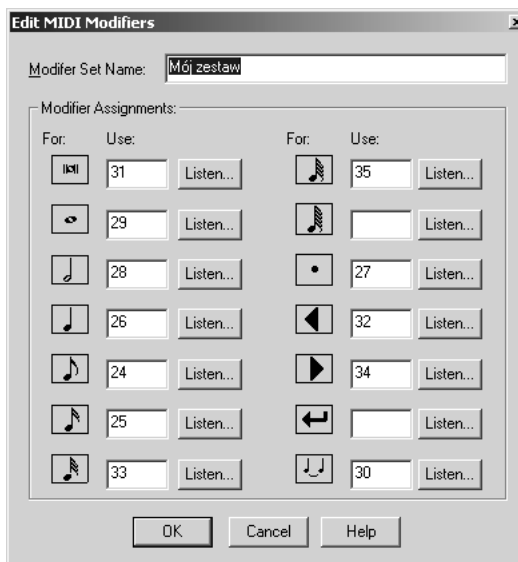 Edit MIDI Modifiers
Modifer Set Name: Mój zestaw
Modifier Assignments:
For: Use: For: Use:
31 Listen... 35 Listen...
29 Listen... Listen...
28 Listen... 27 Listen...
26 Listen... 32 Listen...
24 Listen... 34 Listen...
25 Listen... Listen...
33 Listen... 30 Listen...
OK Cancel Help